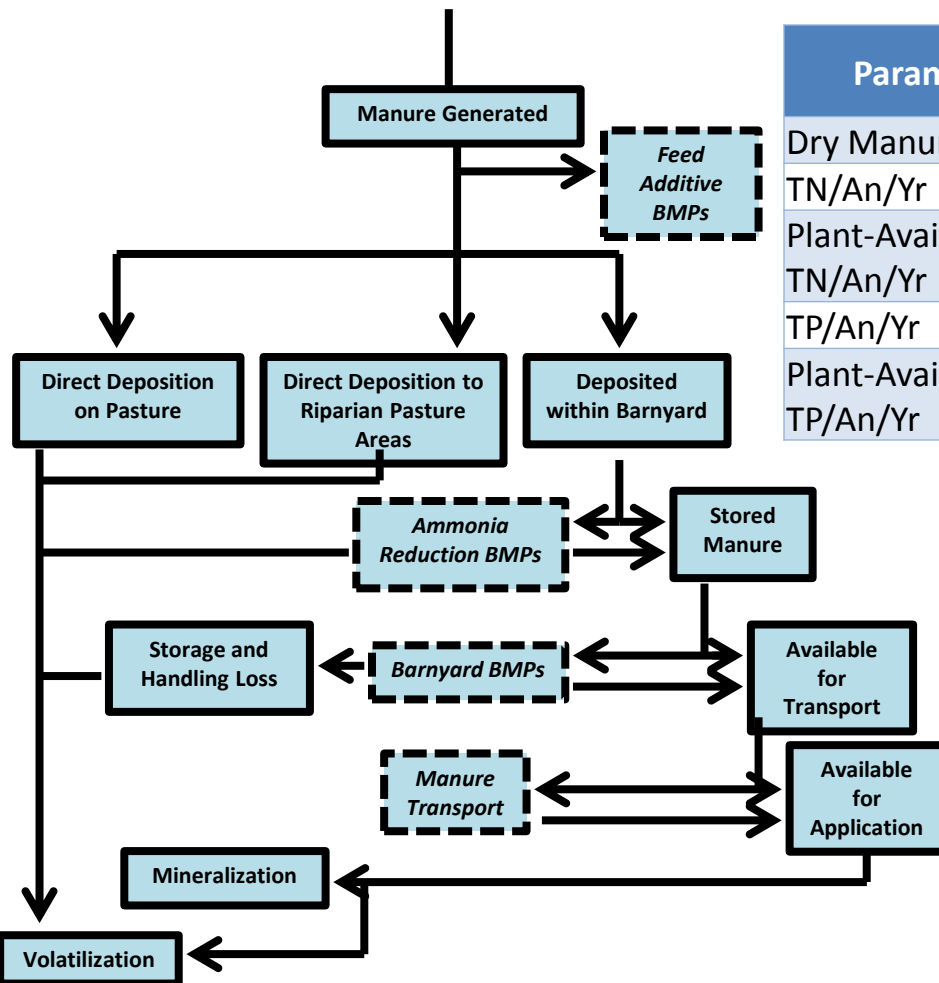 Manure Generated
Feed
Additive
BMPs
Direct Deposition
on Pasture
Direct Deposition to
Riparian Pasture
Areas
Deposited
within Barnyard
Ammonia
Reduction BMPs
Stored
Manure
Storage and
Handling Loss
Barnyard BMPs
Available
for
Transport
Manure
Transport
Available
for
Application
Mineralization
Volatilization
Dry
TN/An/Yr
Plant-Avai
TN/An/Yr
TP/An/Yr
Plant-Avai
TP/An/Yr